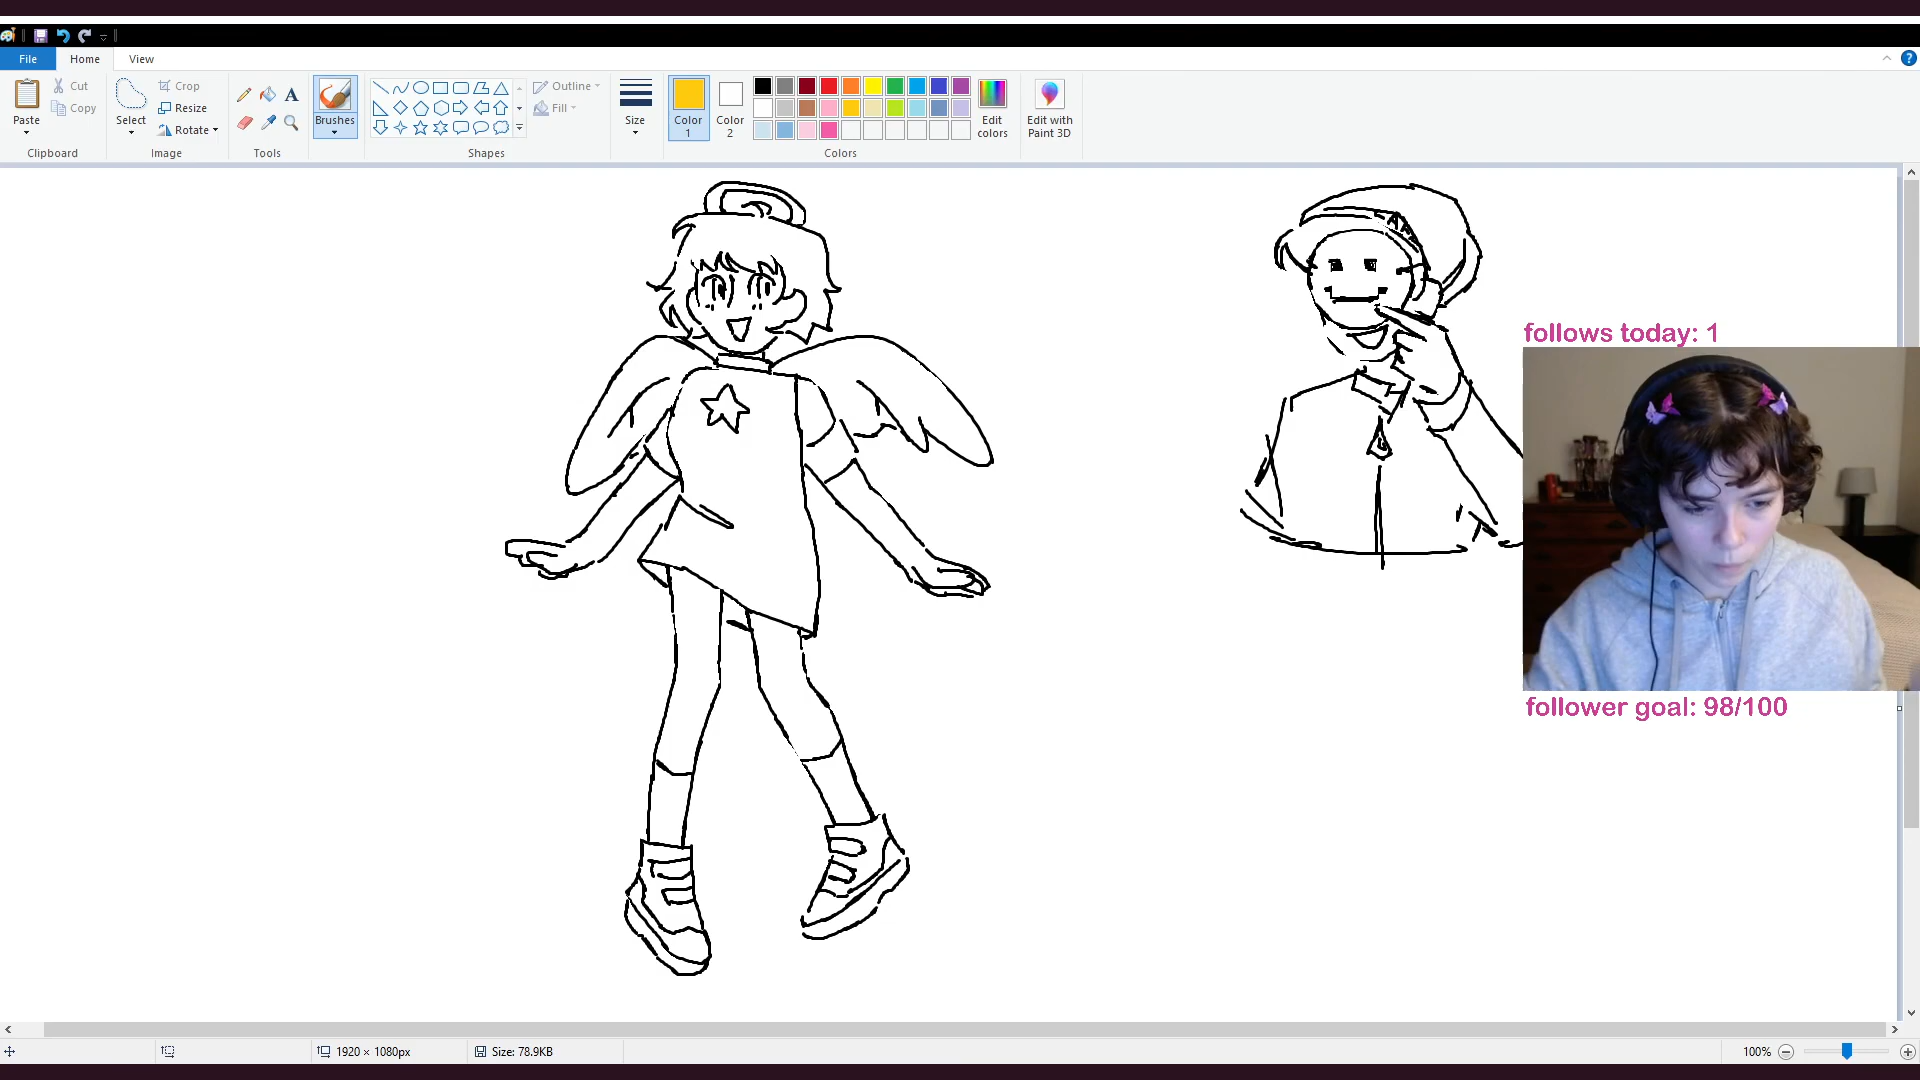 File Home View
Paste
Cut
Copy
Clipboard
Select
Crop
Resize
Rotate
Image
A
Tools
Brushes
Outline
Fill
Shapes
Size
Color 1
Color 2
Edit colors
Colors
Edit with Paint 3D
follows today: 1
follower goal: 98/100
1920 × 1080px
Size: 78.9KB
100%